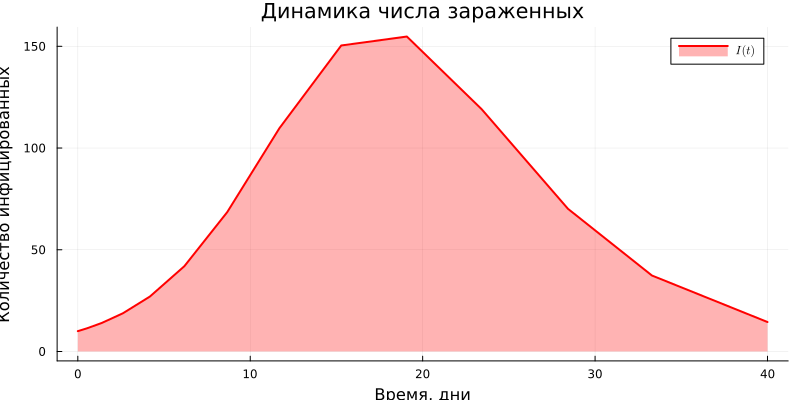 Динамика числа зараженных
I(t)
Количество инфицированных
150
100
50
0
0 10 20 30 40
Время, дни